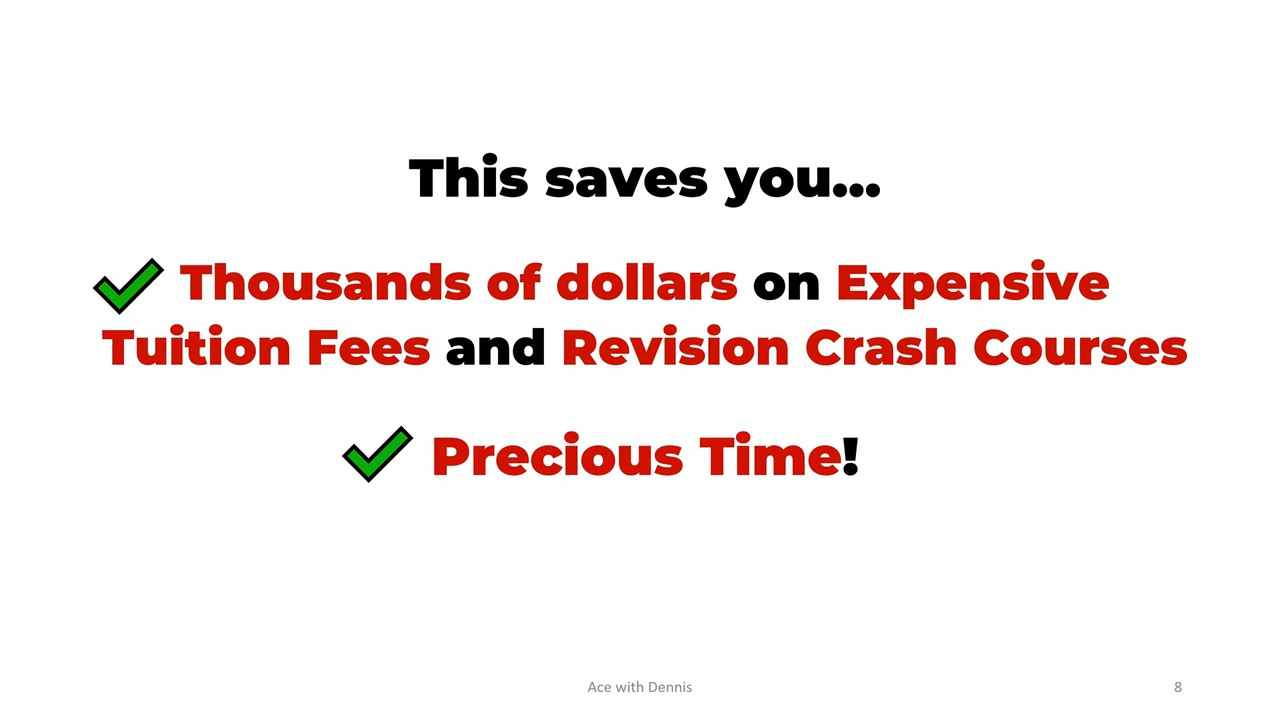 This saves you...
Thousands of dollars on Expensive
Tuition Fees and Revision Crash Courses
Precious Time!
Ace with Dennis
8